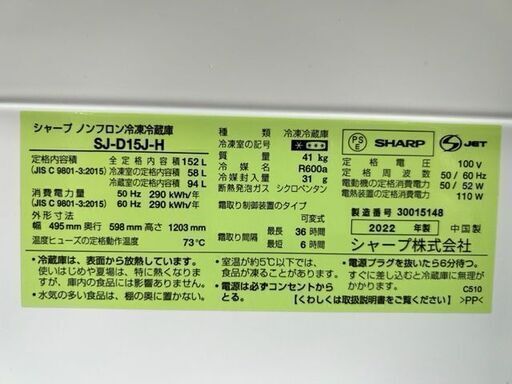 シャープ ノンフロン冷凍冷蔵庫
SJ-D15J-H
定格内容積 全定格内容積 152 L
(JIS C 9801-3:2015) 冷凍室の定格内容積 58 L
冷蔵室の定格内容積 94 L
消費電力量 50 Hz 290 kWh/年
(JIS C 9801-3:2015) 60 Hz 290 kWh/年
外形寸法
幅 495 mm 奥行 598 mm 高さ 1203 mm
温度ヒューズの定格動作温度 73℃
種類 冷凍冷蔵庫
冷凍室の記号
質量 41 kg
冷媒名 R600a
冷媒封入量 31 g
断熱発泡ガス シクロペンタン
霜取り制御装置のタイプ
可変式
霜取り間隔 最長 36 時間
最短 6 時間
PS E SHARP S JET
定格電圧 100 V
定格周波数 50 / 60 Hz
電動機の定格消費電力 50 / 52 W
電熱装置の定格消費電力 110 W
製造番号 30015148
2022 年製 中国製
シャープ株式会社
●冷蔵庫は、表面から放熱しています。
使いはじめや夏場は、特に熱く感じますが、
庫内の食品には影響ありません。
●水気の多い食品は、棚の奥に置かない。
●室温が約5℃以下では、
食品が凍ることがあります。
●電源は必ずコンセントから
とる。
●電源プラグを抜いたら6分待つ。
すぐに差し込むと冷蔵庫に無理が
かかります。 C510
【くわしくは取扱説明書をご覧ください】 >PP<